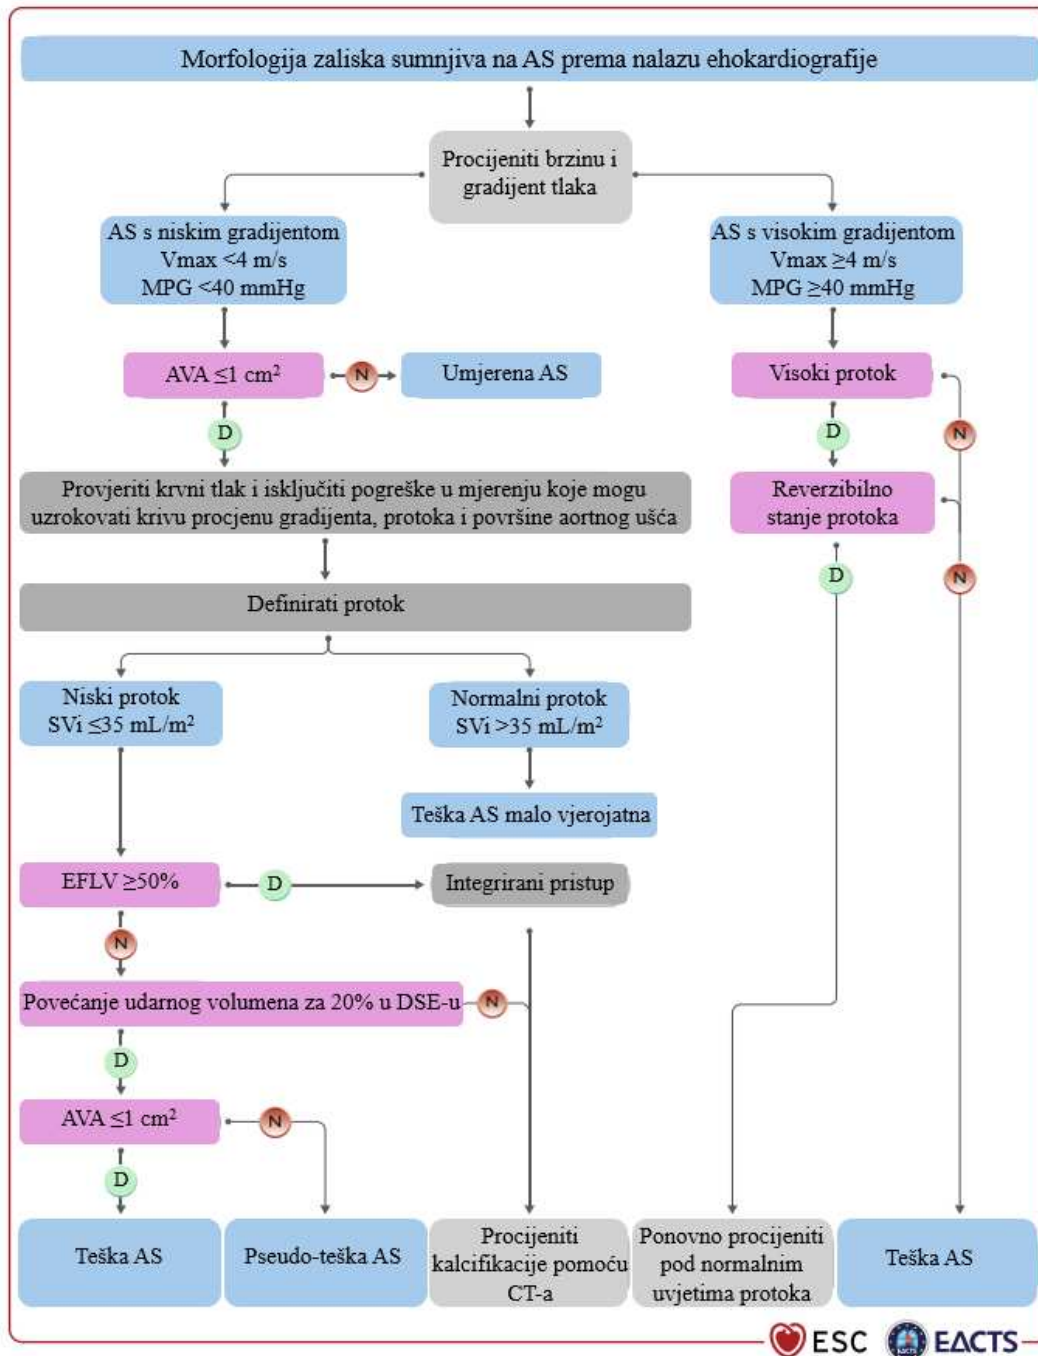 Morfologija zaliska sumnjiva na AS prema nalazu ehokardiografije
Procijeniti brzinu i
gradijent tlaka
AS s niskim gradijentom
Vmax <4 m/s
MPG <40 mmHg
AS s visokim gradijentom
Vmax ≥4 m/s
MPG ≥40 mmHg
AVA ≤1 cm²
N
Umjerena AS
Visoki protok
D
D
N
Provjeriti krvni tlak i isključiti pogreške u mjerenju koje mogu
uzrokovati krivu procjenu gradijenta, protoka i površine aortnog ušća
Reverzibilno
stanje protoka
D
N
Definirati protok
Niski protok
SVi ≤35 mL/m²
Normalni protok
SVi >35 mL/m²
Teška AS malo vjerojatna
EFLV ≥50%
D
Integrirani pristup
N
Povećanje udarnog volumena za 20% u DSE-u
N
D
AVA ≤1 cm²
N
D
Teška AS
Pseudo-teška AS
Procijeniti
kalcifikacije pomoću
CT-a
Ponovno procijeniti
pod normalnim
uvjetima protoka
Teška AS
ESC
EACTS